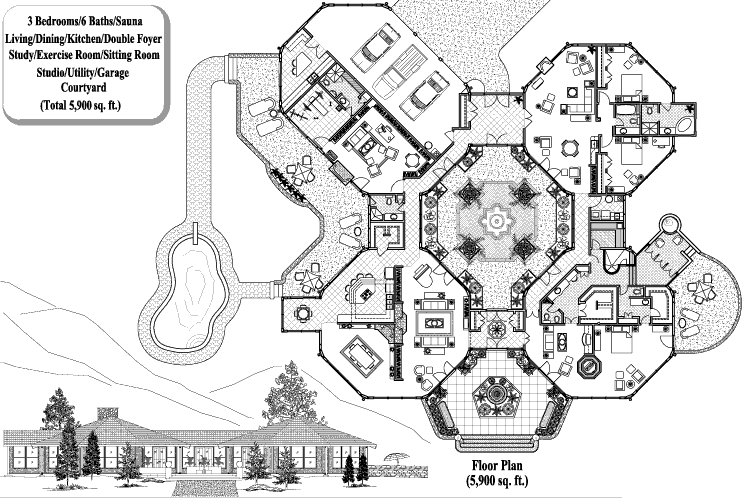 3 Bedrooms/6 Baths/Sauna
Living/Dining/Kitchen/Double Foyer
Study/Exercise Room/Sitting Room
Studio/Utility/Garage
Courtyard
(Total 5,900 sq. ft.)
Floor Plan
(5,900 sq. ft.)